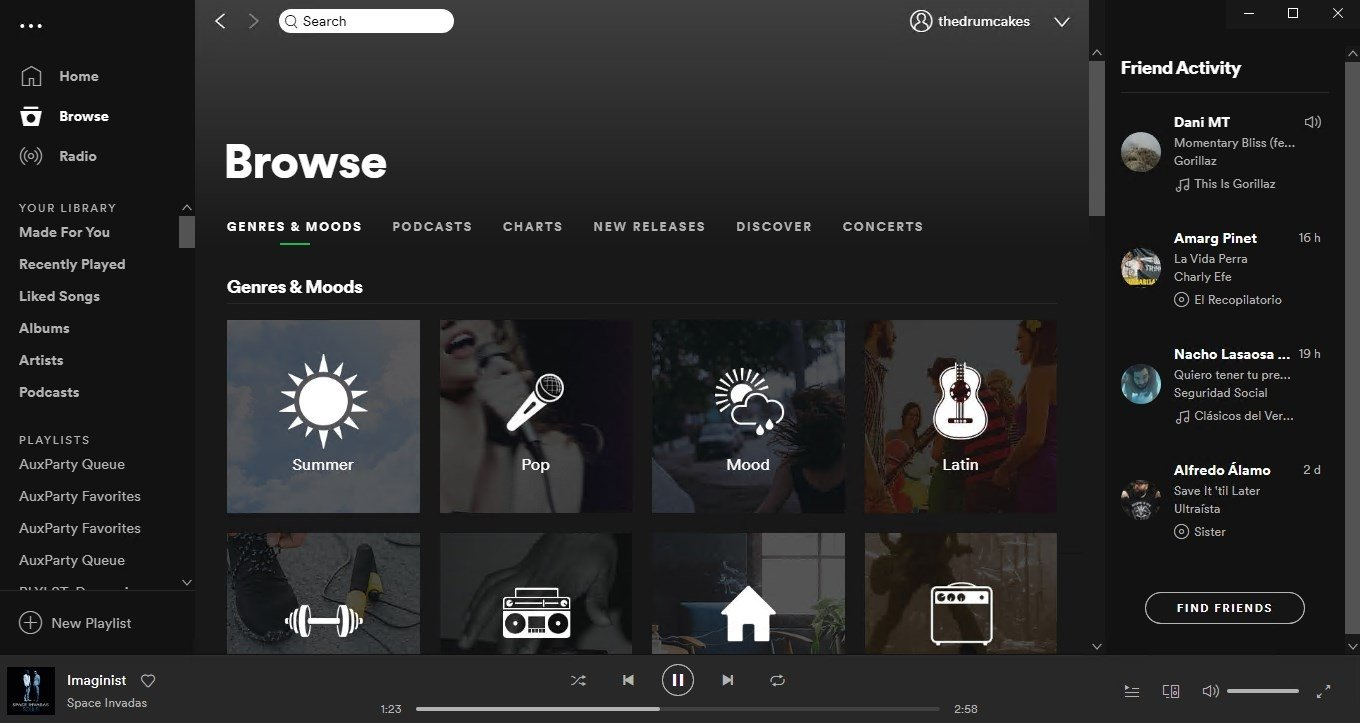 Search
thedrumcakes
Home
Browse
Radio
YOUR LIBRARY
Made For You
Recently Played
Liked Songs
Albums
Artists
Podcasts
PLAYLISTS
AuxParty Queue
AuxParty Favorites
AuxParty Favorites
AuxParty Queue
New Playlist
Browse
GENRES & MOODS PODCASTS CHARTS NEW RELEASES DISCOVER CONCERTS
Genres & Moods
Summer
Pop
Mood
Latin
Friend Activity
Dani MT
Momentary Bliss (fe...
Gorillaz
This Is Gorillaz
Amarg Pinet 16 h
La Vida Perra
Charly Efe
El Recopilatorio
Nacho Lasaosa ... 19 h
Quiero tener tu pre...
Seguridad Social
Clásicos del Ver...
Alfredo Álamo 2 d
Save It 'til Later
Ultraísta
Sister
FIND FRIENDS
SPACE INVADAS
Imaginist
Space Invadas
1:23
2:58